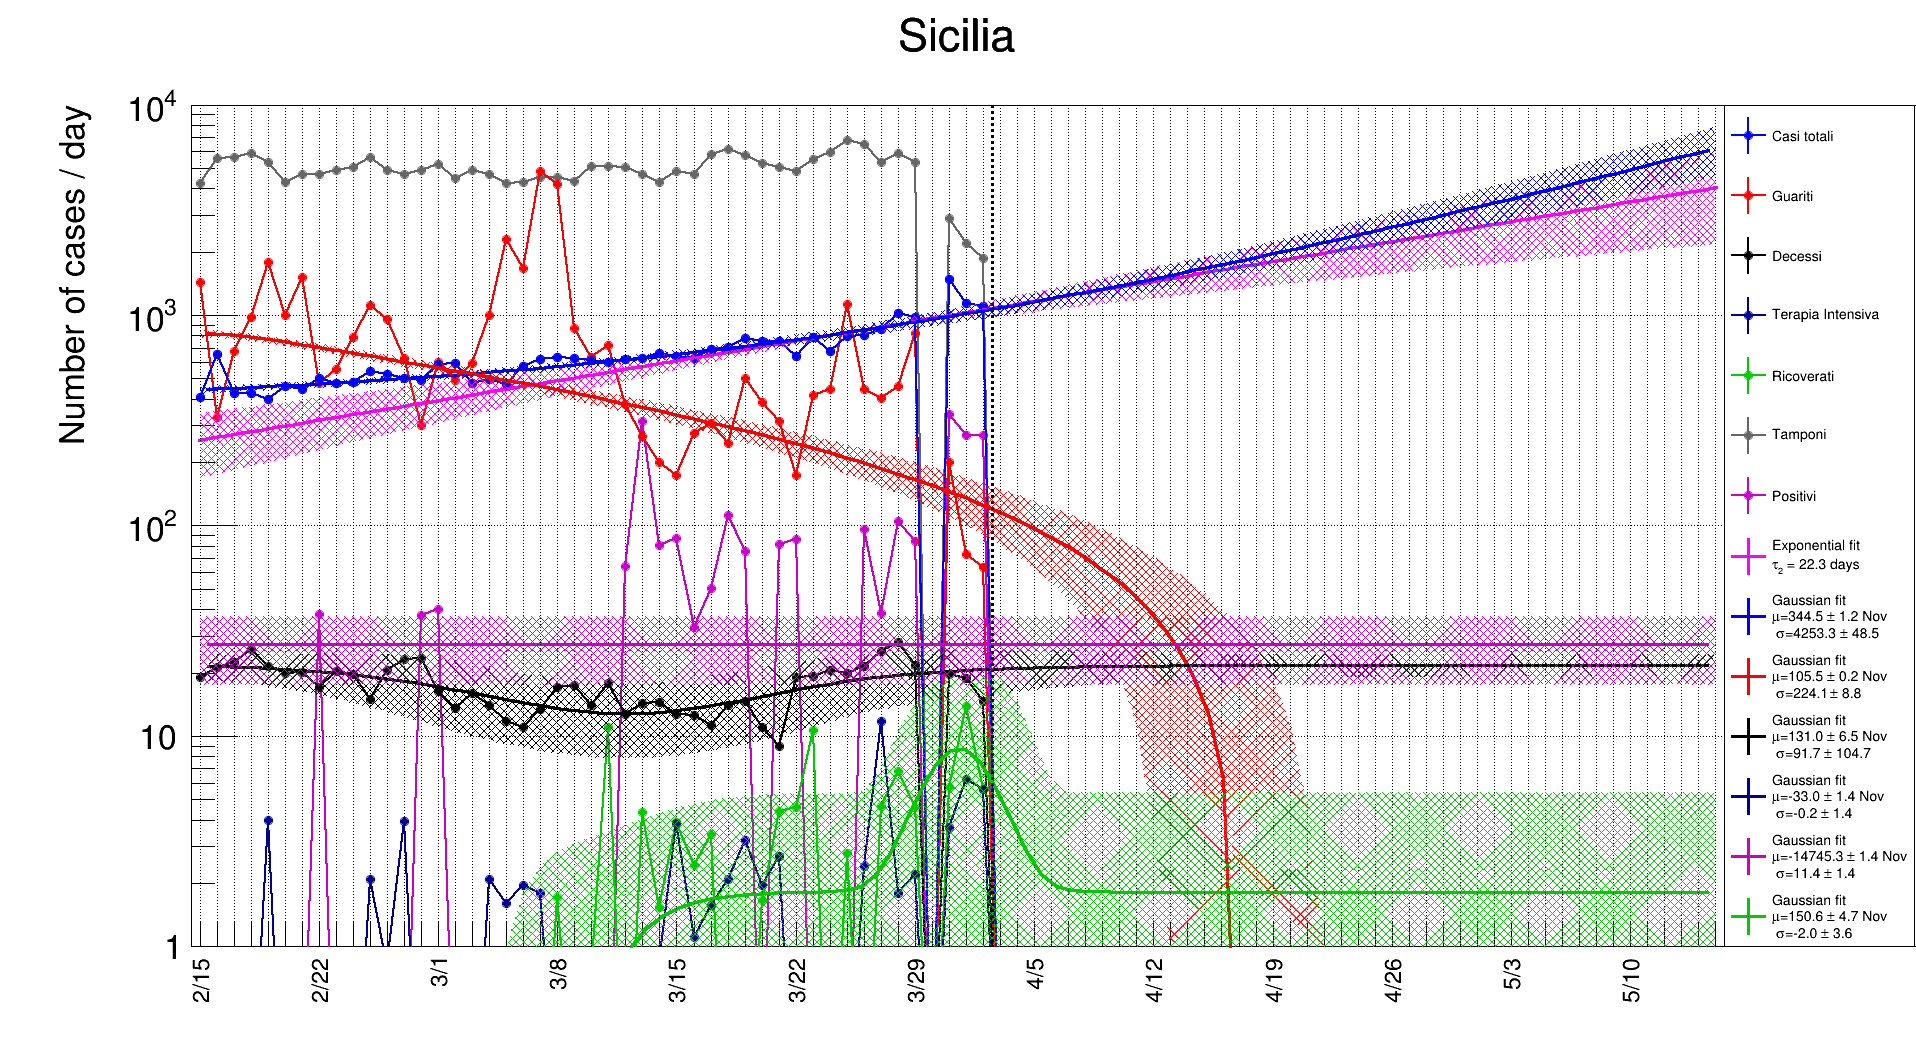 Sicilia
Number of cases / day
10⁴
10³
10²
10
1
2/15
2/22
3/1
3/8
3/15
3/22
3/29
4/5
4/12
4/19
4/26
5/3
5/10
Casi totali
Guariti
Decessi
Terapia Intensiva
Ricoverati
Tamponi
Positivi
Exponential fit
τ₂ = 22.3 days
Gaussian fit
μ=344.5 ± 1.2 Nov
σ=4253.3 ± 48.5
Gaussian fit
μ=105.5 ± 0.2 Nov
σ=224.1 ± 8.8
Gaussian fit
μ=131.0 ± 6.5 Nov
σ=91.7 ± 104.7
Gaussian fit
μ=-33.0 ± 1.4 Nov
σ=-0.2 ± 1.4
Gaussian fit
μ=-14745.3 ± 1.4 Nov
σ=11.4 ± 1.4
Gaussian fit
μ=150.6 ± 4.7 Nov
σ=-2.0 ± 3.6